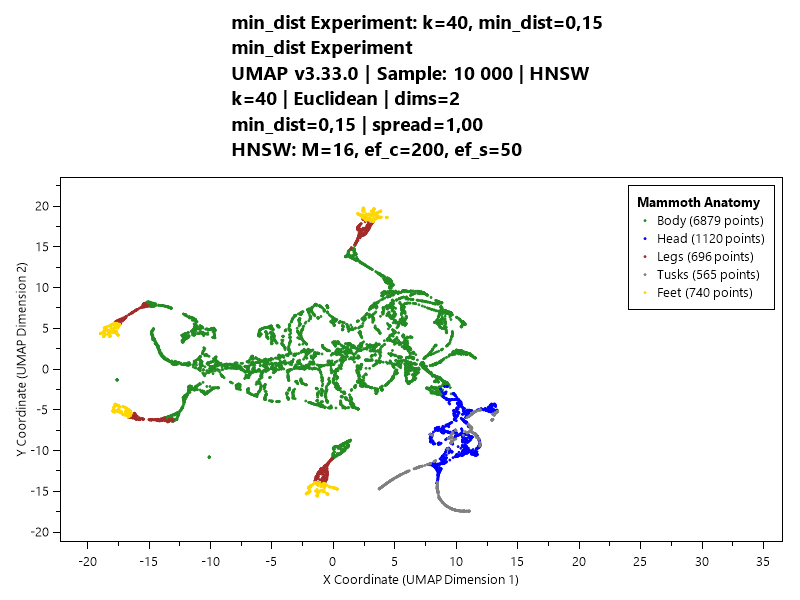 min_dist Experiment: k=40, min_dist=0,15
min_dist Experiment
UMAP v3.33.0 | Sample: 10 000 | HNSW
k=40 | Euclidean | dims=2
min_dist=0,15 | spread=1,00
HNSW: M=16, ef_c=200, ef_s=50
Mammoth Anatomy
Body (6879 points)
Head (1120 points)
Legs (696 points)
Tusks (565 points)
Feet (740 points)
Y Coordinate (UMAP Dimension 2)
20
15
10
5
0
-5
-10
-15
-20
-20 -15 -10 -5 0 5 10 15 20 25 30 35
X Coordinate (UMAP Dimension 1)